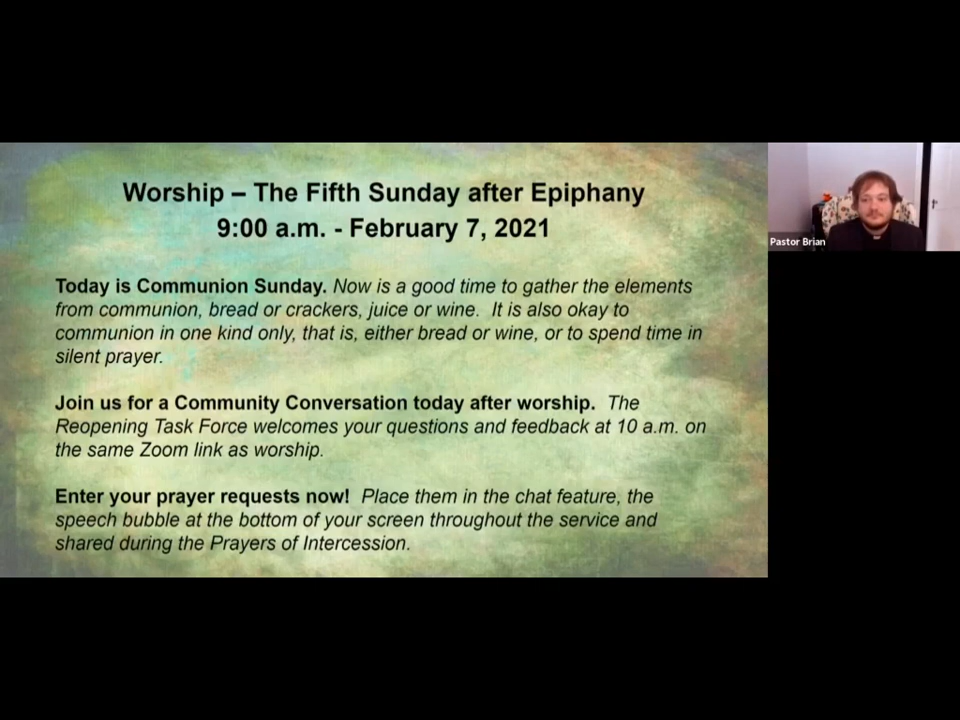 Worship – The Fifth Sunday after Epiphany
9:00 a.m. - February 7, 2021
Today is Communion Sunday. Now is a good time to gather the elements
from communion, bread or crackers, juice or wine. It is also okay to
communion in one kind only, that is, either bread or wine, or to spend time in
silent prayer.
Join us for a Community Conversation today after worship. The
Reopening Task Force welcomes your questions and feedback at 10 a.m. on
the same Zoom link as worship.
Enter your prayer requests now! Place them in the chat feature, the
speech bubble at the bottom of your screen throughout the service and
shared during the Prayers of Intercession.
Pastor Brian